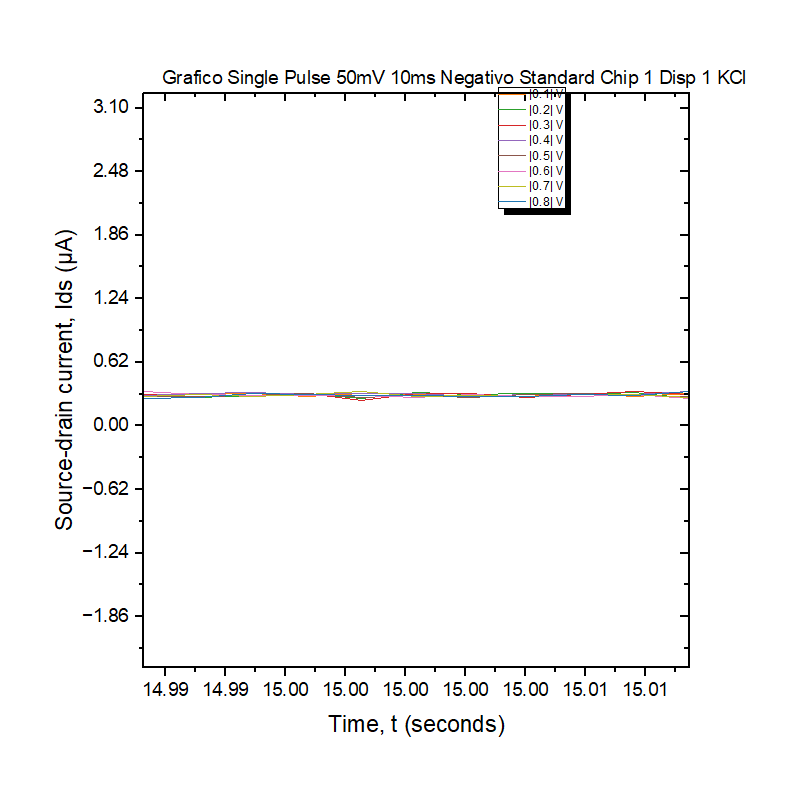 Grafico Single Pulse 50mV 10ms Negativo Standard Chip 1 Disp 1 KCl
|0.1| V
|0.2| V
|0.3| V
|0.4| V
|0.5| V
|0.6| V
|0.7| V
|0.8| V
3.10
2.48
1.86
1.24
0.62
0.00
−0.62
−1.24
−1.86
Source-drain current, Ids (µA)
14.99 14.99 15.00 15.00 15.00 15.00 15.00 15.01 15.01
Time, t (seconds)